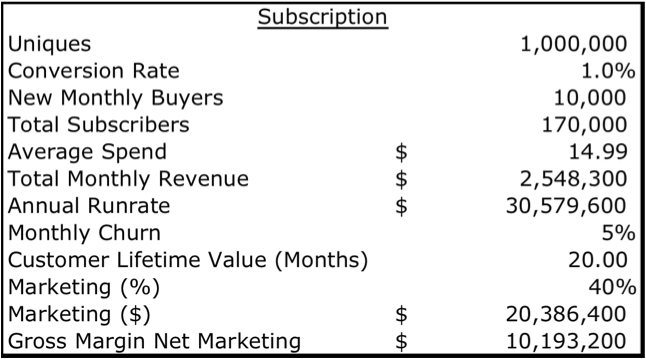 Subscription
Uniques 1,000,000
Conversion Rate 1.0%
New Monthly Buyers 10,000
Total Subscribers 170,000
Average Spend $ 14.99
Total Monthly Revenue $ 2,548,300
Annual Runrate $ 30,579,600
Monthly Churn 5%
Customer Lifetime Value (Months) 20.00
Marketing (%) 40%
Marketing ($) $ 20,386,400
Gross Margin Net Marketing $ 10,193,200